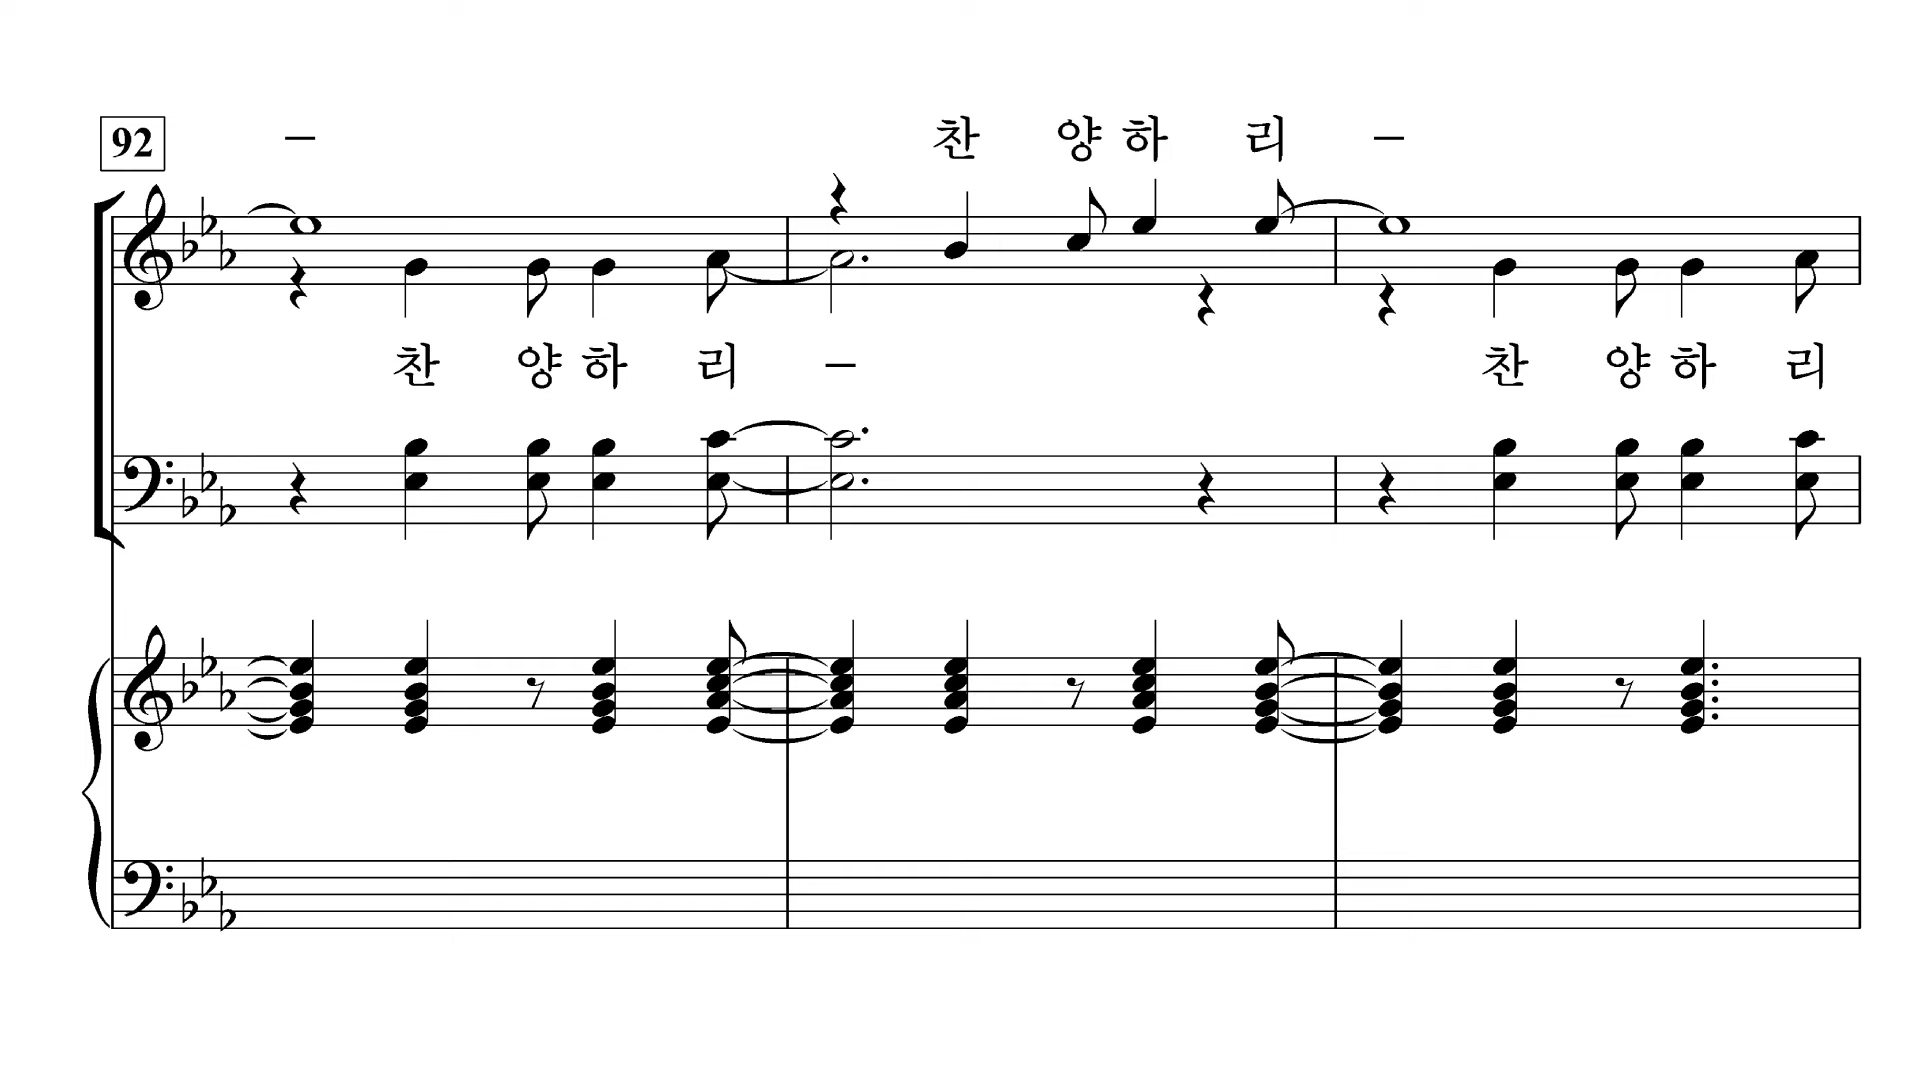 92 – 찬 양 하 리 –
찬 양 하 리 – 찬 양 하 리